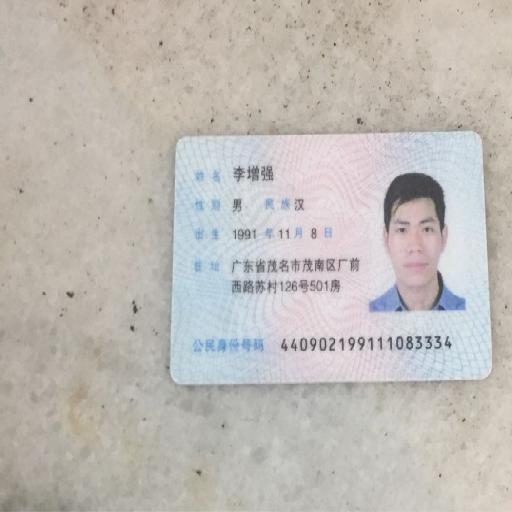 姓名 李增强
性别 男 民族 汉
出生 1991 年 11 月 8 日
住址 广东省茂名市茂南区厂前
西路苏村126号501房
公民身份号码 440902199111083334